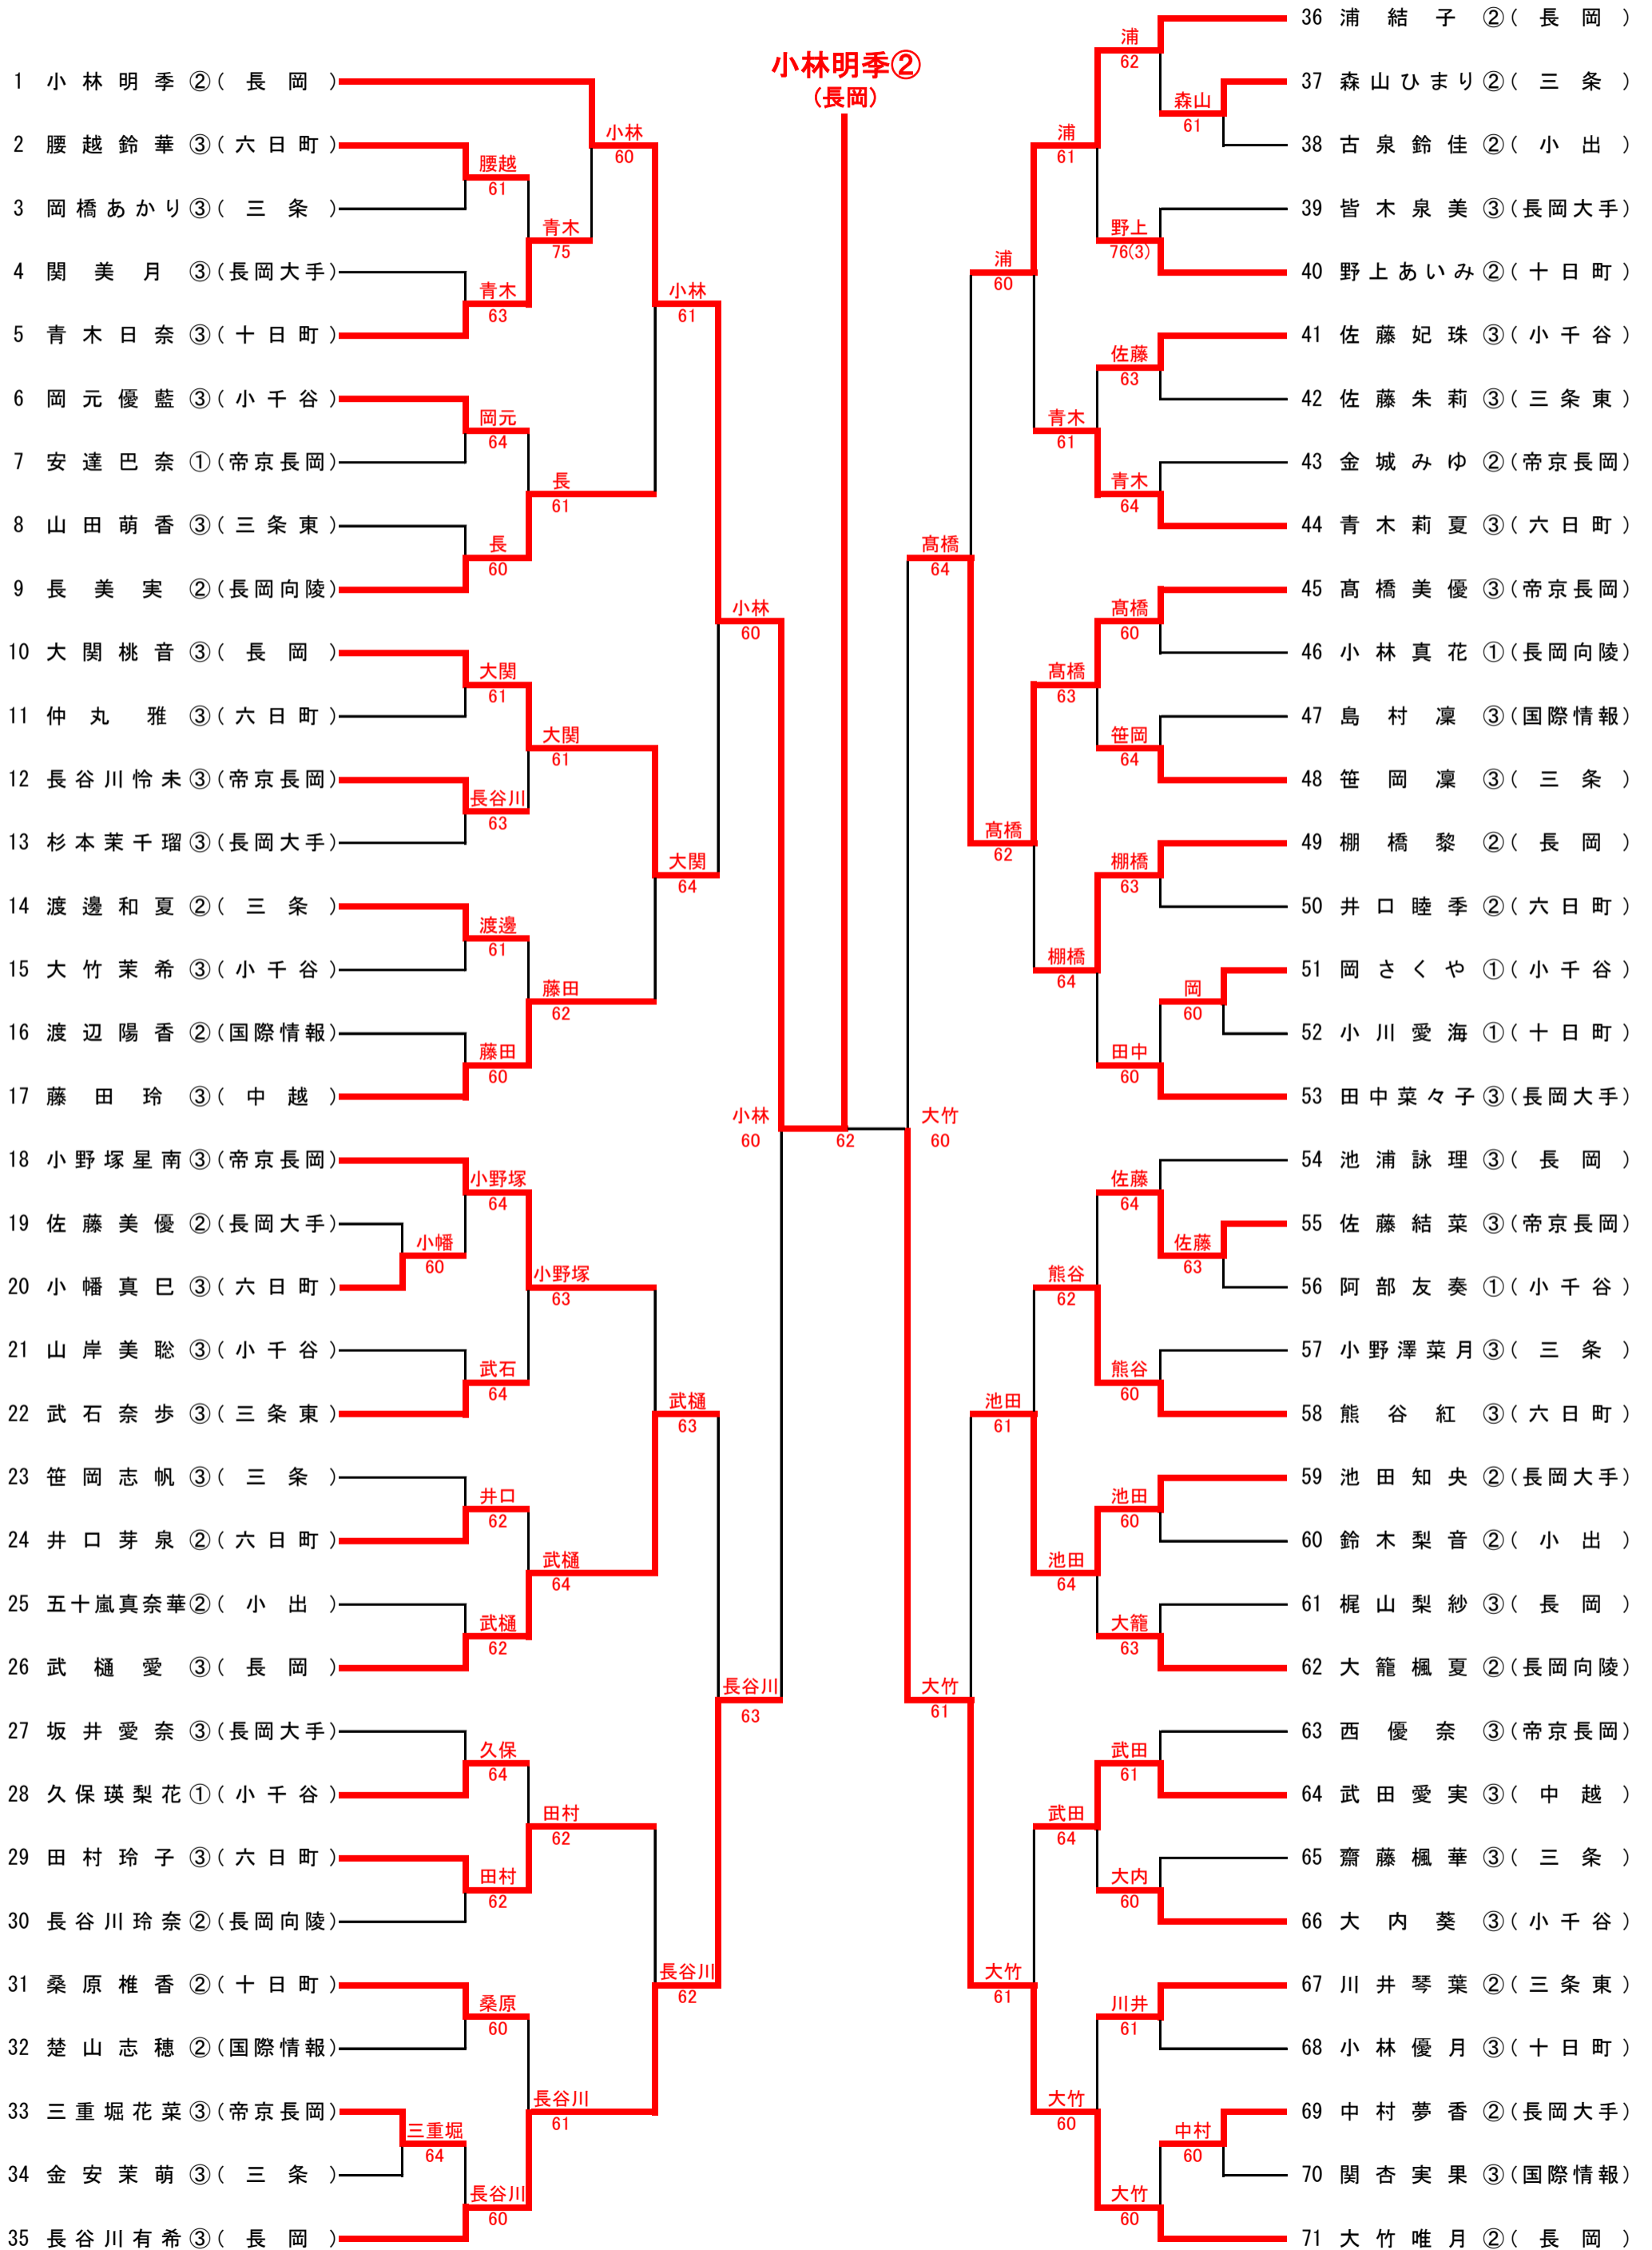 小林明季②
(長岡)
1 小林明季②(長岡)
2 腰越鈴華③(六日町)
3 岡橋あかり③(三条)
4 関美月③(長岡大手)
5 青木日奈③(十日町)
6 岡元優藍③(小千谷)
7 安達巴奈①(帝京長岡)
8 山田萌香③(三条東)
9 長美実②(長岡向陵)
10 大関桃音③(長岡)
11 仲丸雅③(六日町)
12 長谷川怜未③(帝京長岡)
13 杉本茉千瑠③(長岡大手)
14 渡邊和夏②(三条)
15 大竹茉希③(小千谷)
16 渡辺陽香②(国際情報)
17 藤田玲③(中越)
18 小野塚星南③(帝京長岡)
19 佐藤美優②(長岡大手)
20 小幡真巳③(六日町)
21 山岸美聡③(小千谷)
22 武石奈歩③(三条東)
23 笹岡志帆③(三条)
24 井口芽泉②(六日町)
25 五十嵐真奈華②(小出)
26 武樋愛③(長岡)
27 坂井愛奈③(長岡大手)
28 久保瑛梨花①(小千谷)
29 田村玲子③(六日町)
30 長谷川玲奈②(長岡向陵)
31 桑原椎香②(十日町)
32 楚山志穂②(国際情報)
33 三重堀花菜③(帝京長岡)
34 金安茉萌③(三条)
35 長谷川有希③(長岡)
腰越
61
青木
63
岡元
64
長
60
大関
61
長谷川
63
渡邊
61
藤田
60
小幡
60
小野塚
64
武石
64
井口
62
武樋
62
久保
64
田村
62
桑原
60
三重堀
64
長谷川
60
青木
75
長
61
大関
61
藤田
62
小野塚
63
武樋
64
田村
62
長谷川
61
小林
60
小林
61
大関
64
武樋
63
長谷川
62
小林
60
長谷川
63
小林
60
62
大竹
60
髙橋
64
大竹
61
浦
60
髙橋
62
池田
61
大竹
61
浦
61
青木
61
髙橋
63
棚橋
64
熊谷
62
池田
64
武田
64
大竹
60
浦
62
野上
76(3)
佐藤
63
青木
64
髙橋
60
笹岡
64
棚橋
63
田中
60
佐藤
64
熊谷
60
池田
60
大籠
63
武田
61
大内
60
川井
61
大竹
60
森山
61
岡
60
佐藤
63
中村
60
36 浦結子②(長岡)
37 森山ひまり②(三条)
38 古泉鈴佳②(小出)
39 皆木泉美③(長岡大手)
40 野上あいみ②(十日町)
41 佐藤妃珠③(小千谷)
42 佐藤朱莉③(三条東)
43 金城みゆ②(帝京長岡)
44 青木莉夏③(六日町)
45 髙橋美優③(帝京長岡)
46 小林真花①(長岡向陵)
47 島村凜③(国際情報)
48 笹岡凜③(三条)
49 棚橋黎②(長岡)
50 井口睦季②(六日町)
51 岡さくや①(小千谷)
52 小川愛海①(十日町)
53 田中菜々子③(長岡大手)
54 池浦詠理③(長岡)
55 佐藤結菜③(帝京長岡)
56 阿部友奏①(小千谷)
57 小野澤菜月③(三条)
58 熊谷紅③(六日町)
59 池田知央②(長岡大手)
60 鈴木梨音②(小出)
61 梶山梨紗③(長岡)
62 大籠楓夏②(長岡向陵)
63 西優奈③(帝京長岡)
64 武田愛実③(中越)
65 齋藤楓華③(三条)
66 大内葵③(小千谷)
67 川井琴葉②(三条東)
68 小林優月③(十日町)
69 中村夢香②(長岡大手)
70 関杏実果③(国際情報)
71 大竹唯月②(長岡)